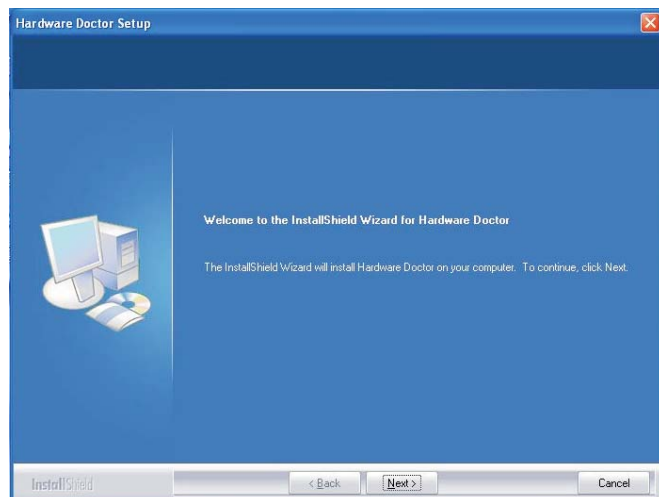 Hardware Doctor Setup
Welcome to the InstallShield Wizard for Hardware Doctor
The InstallShield Wizard will install Hardware Doctor on your computer. To continue, click Next.
InstallShield
< Back
Next >
Cancel